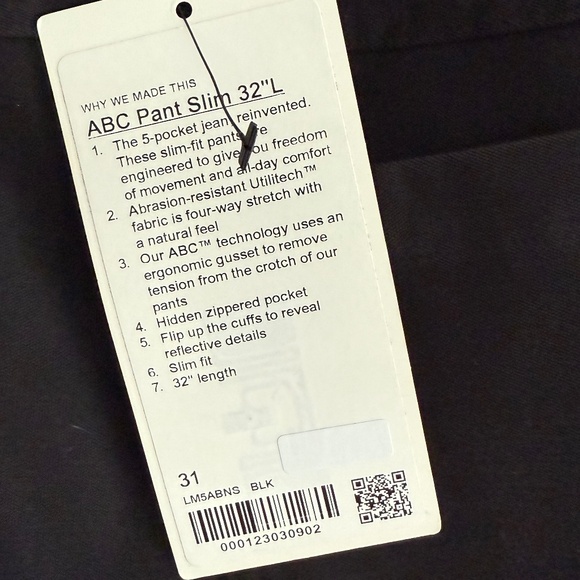 WHY WE MADE THIS
ABC Pant Slim 32"L
1. The 5-pocket jean, reinvented.
These slim-fit pants are
engineered to give you freedom
of movement and all-day comfort
2. Abrasion-resistant Utilitech™
fabric is four-way stretch with
a natural feel
3. Our ABC™ technology uses an
ergonomic gusset to remove
tension from the crotch of our
pants
4. Hidden zippered pocket
5. Flip up the cuffs to reveal
reflective details
6. Slim fit
7. 32" length
31
LM5ABNS BLK
000123030902